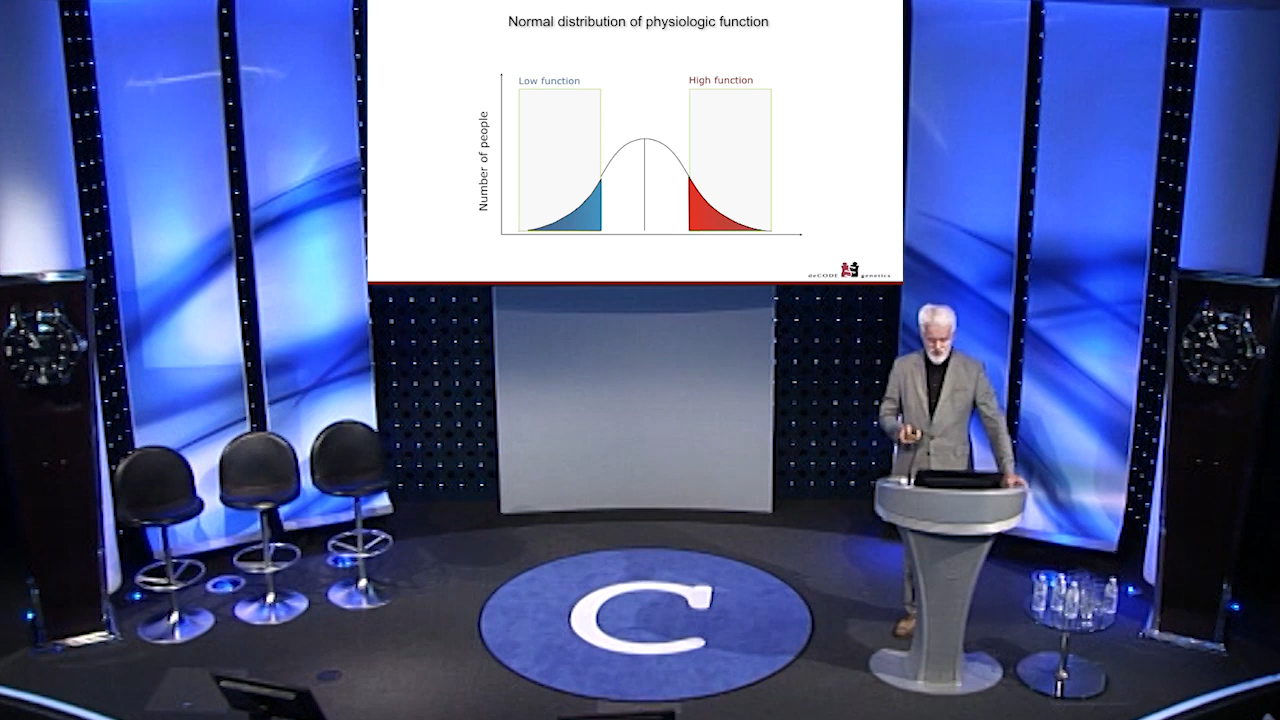 Normal distribution of physiologic function
Low function
High function
Number of people
deCODE genetics
C